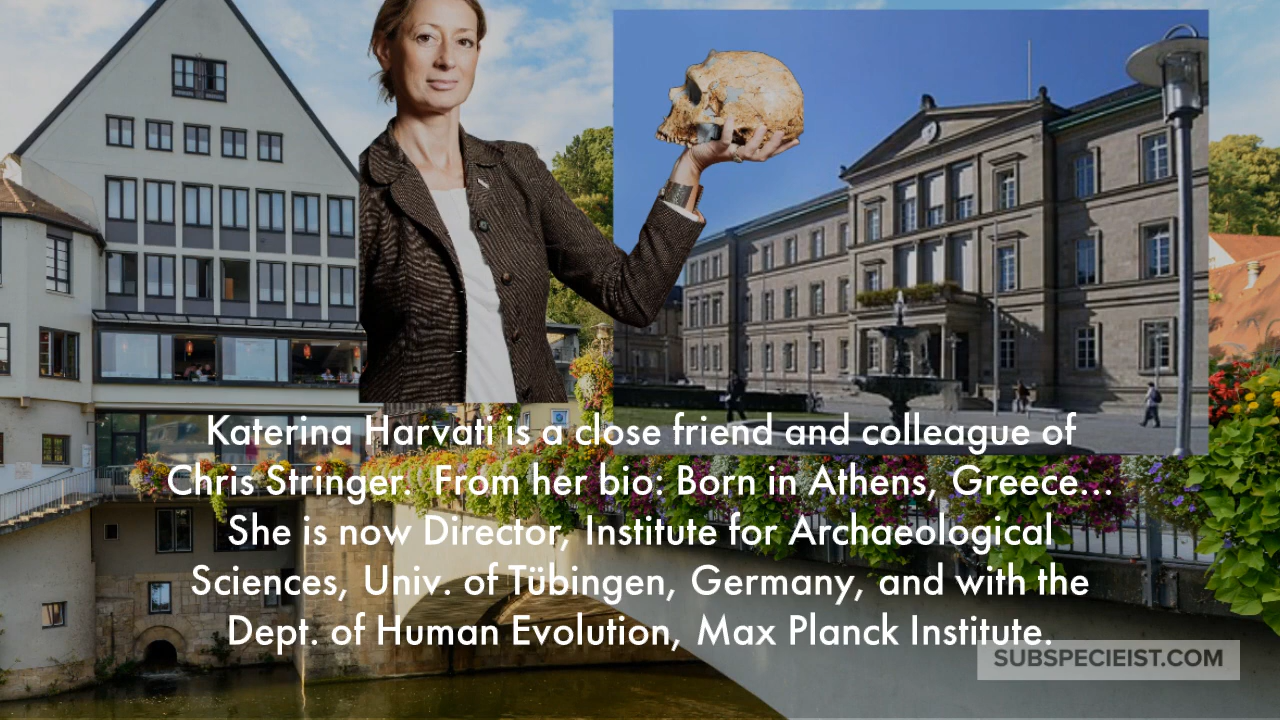 Katerina Harvati is a close friend and colleague of
Chris Stringer.  From her bio: Born in Athens, Greece...
She is now Director, Institute for Archaeological
Sciences, Univ. of Tübingen, Germany, and with the
Dept. of Human Evolution, Max Planck Institute.
SUBSPECIEIST.COM